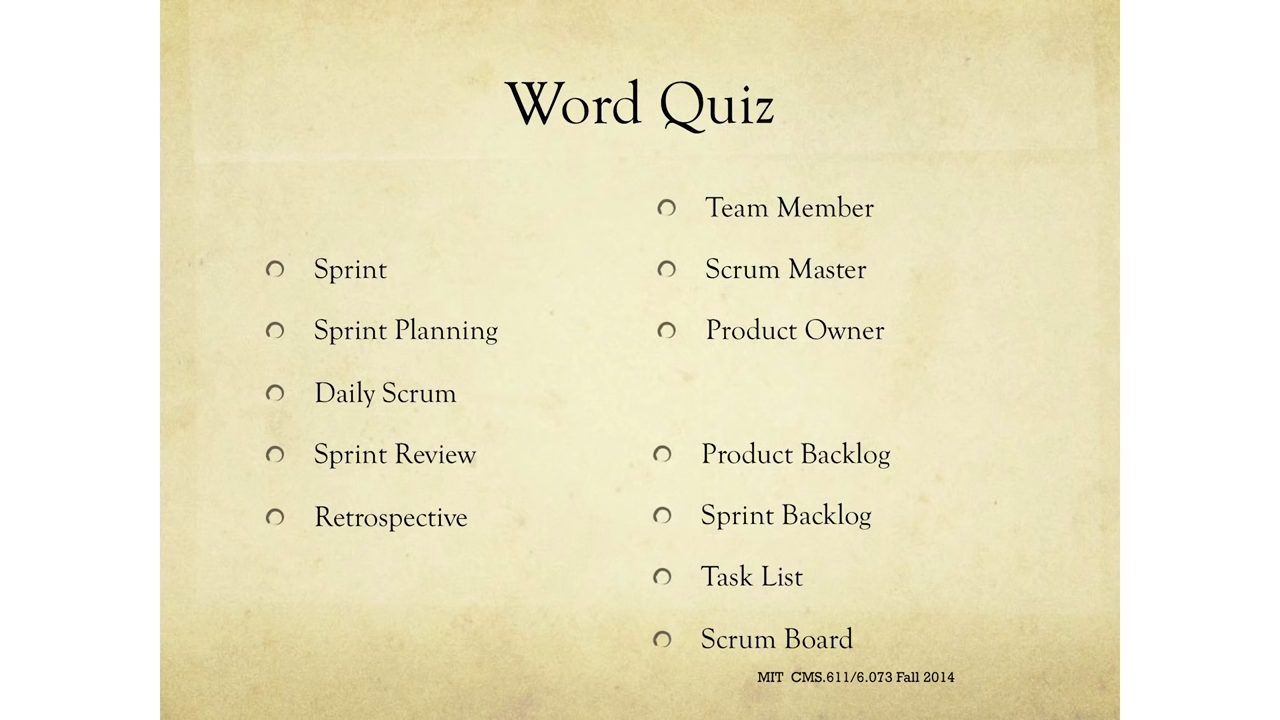 Word Quiz
Sprint
Sprint Planning
Daily Scrum
Sprint Review
Retrospective
Team Member
Scrum Master
Product Owner
Product Backlog
Sprint Backlog
Task List
Scrum Board
MIT CMS.611/6.073 Fall 2014